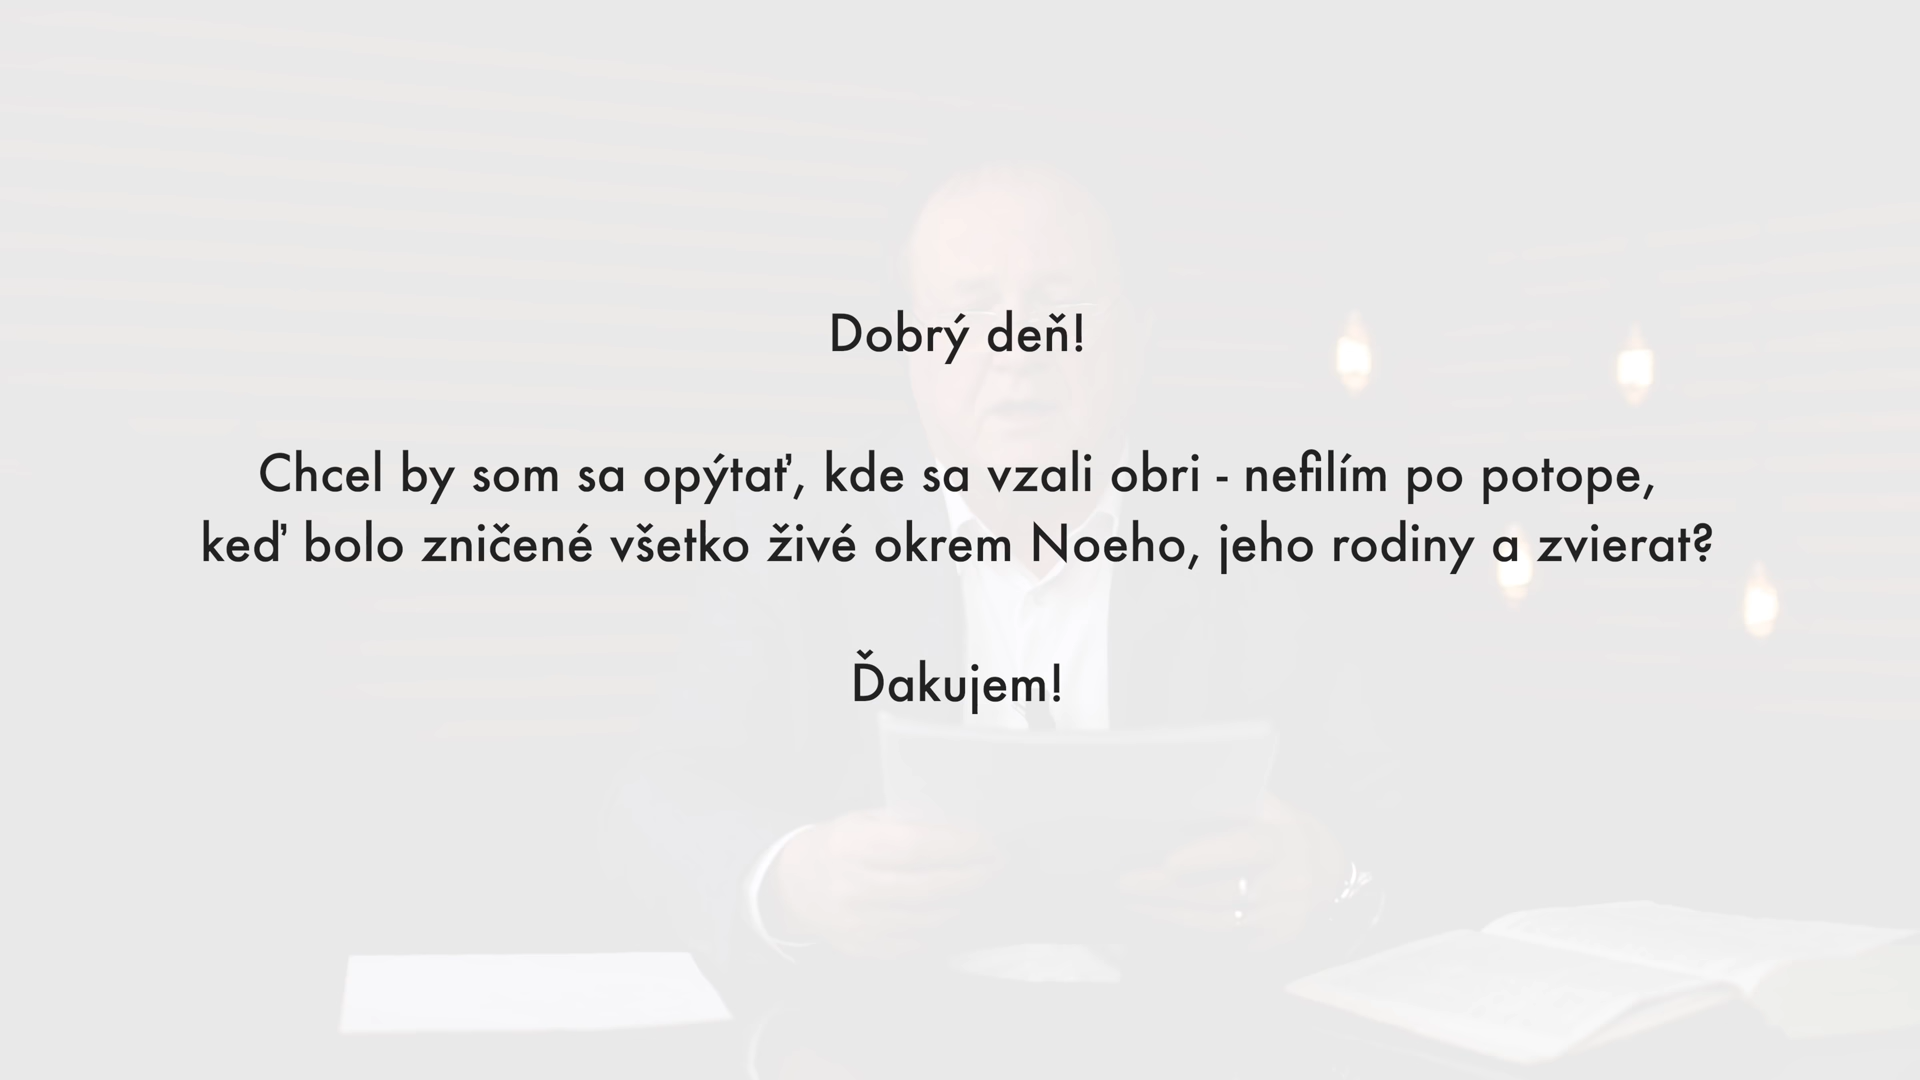 Dobrý deň!
Chcel by som sa opýtať, kde sa vzali obri - nefilím po potope,
keď bolo zničené všetko živé okrem Noeho, jeho rodiny a zvierat?
Ďakujem!